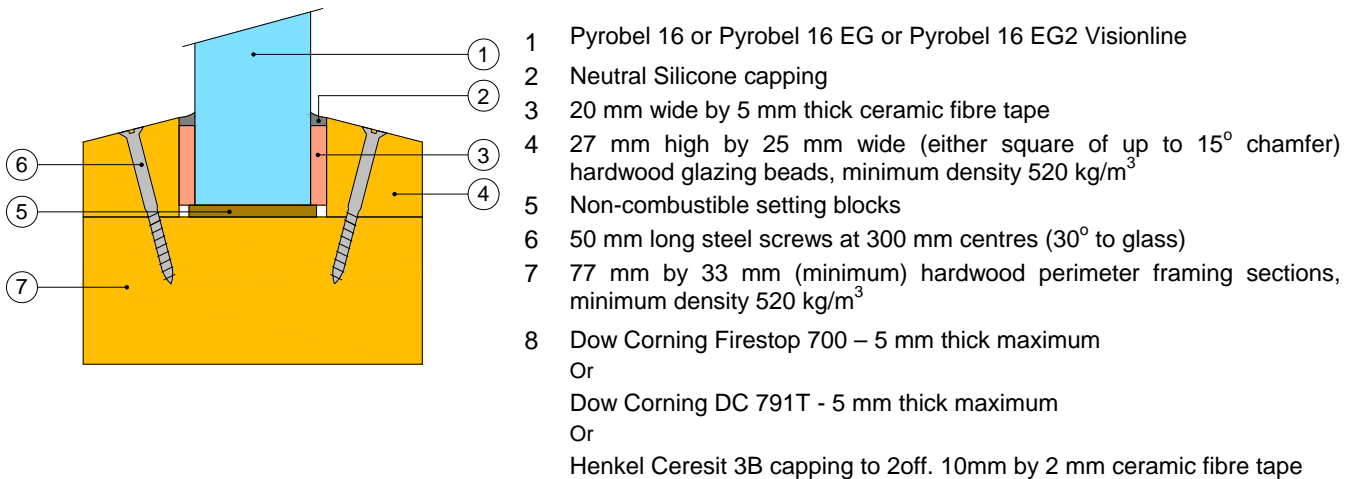 1 Pyrobel 16 or Pyrobel 16 EG or Pyrobel 16 EG2 Visionline
2 Neutral Silicone capping
3 20 mm wide by 5 mm thick ceramic fibre tape
4 27 mm high by 25 mm wide (either square of up to 15° chamfer)
hardwood glazing beads, minimum density 520 kg/m³
5 Non-combustible setting blocks
6 50 mm long steel screws at 300 mm centres (30° to glass)
7 77 mm by 33 mm (minimum) hardwood perimeter framing sections,
minimum density 520 kg/m³
8 Dow Corning Firestop 700 – 5 mm thick maximum
Or
Dow Corning DC 791T - 5 mm thick maximum
Or
Henkel Ceresit 3B capping to 2off. 10mm by 2 mm ceramic fibre tape
1
2
3
4
6
5
7